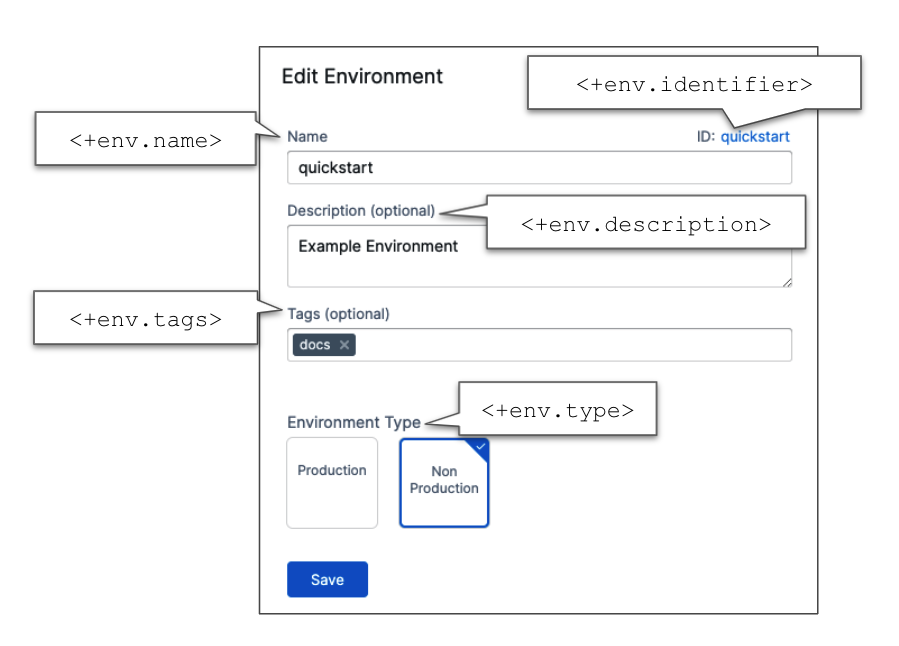 Edit Environment
<+env.identifier>
<+env.name>
Name
ID: quickstart
quickstart
Description (optional)
<+env.description>
Example Environment
<+env.tags>
Tags (optional)
docs ×
<+env.type>
Environment Type
Production
Non
Production
Save